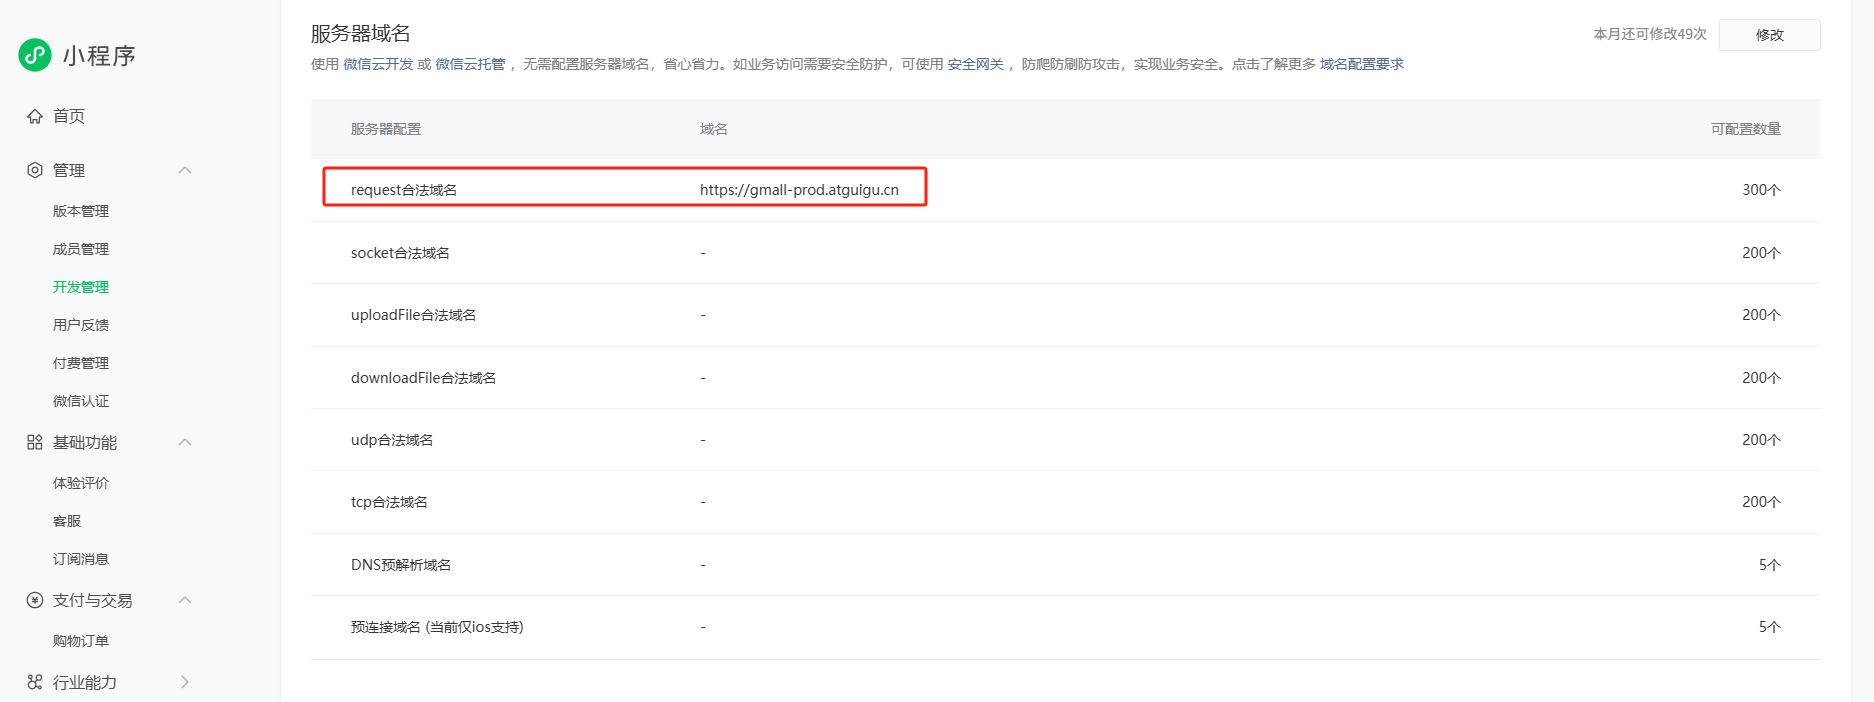 小程序
首页
管理
版本管理
成员管理
开发管理
用户反馈
付费管理
微信认证
基础功能
体验评价
客服
订阅消息
支付与交易
购物订单
行业能力
服务器域名
本月还可修改49次 修改
使用 微信云开发 或 微信云托管 ，无需配置服务器域名，省心省力。如业务访问需要安全防护，可使用 安全网关 ，防爬防刷防攻击，实现业务安全。点击了解更多 域名配置要求
服务器配置 域名 可配置数量
request合法域名 https://gmall-prod.atguigu.cn 300个
socket合法域名 - 200个
uploadFile合法域名 - 200个
downloadFile合法域名 - 200个
udp合法域名 - 200个
tcp合法域名 - 200个
DNS预解析域名 - 5个
预连接域名 (当前仅ios支持) - 5个